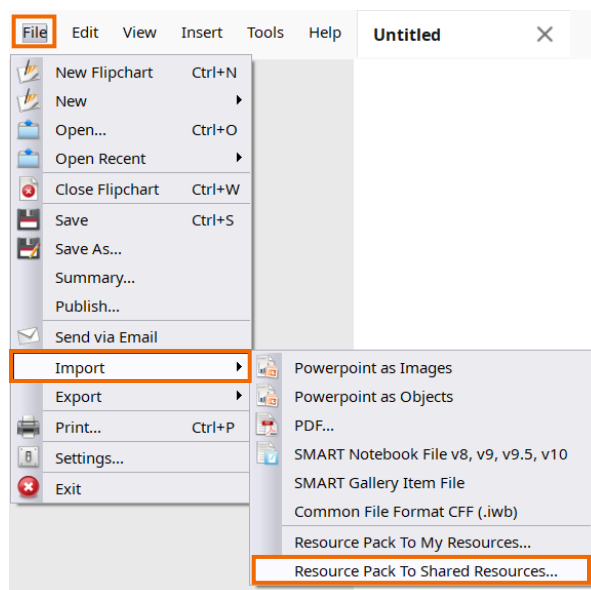 File Edit View Insert Tools Help Untitled
New Flipchart Ctrl+N
New
Open... Ctrl+O
Open Recent
Close Flipchart Ctrl+W
Save Ctrl+S
Save As...
Summary...
Publish...
Send via Email
Import
Export
Print... Ctrl+P
Settings...
Exit
Powerpoint as Images
Powerpoint as Objects
PDF...
SMART Notebook File v8, v9, v9.5, v10
SMART Gallery Item File
Common File Format CFF (.iwb)
Resource Pack To My Resources...
Resource Pack To Shared Resources...